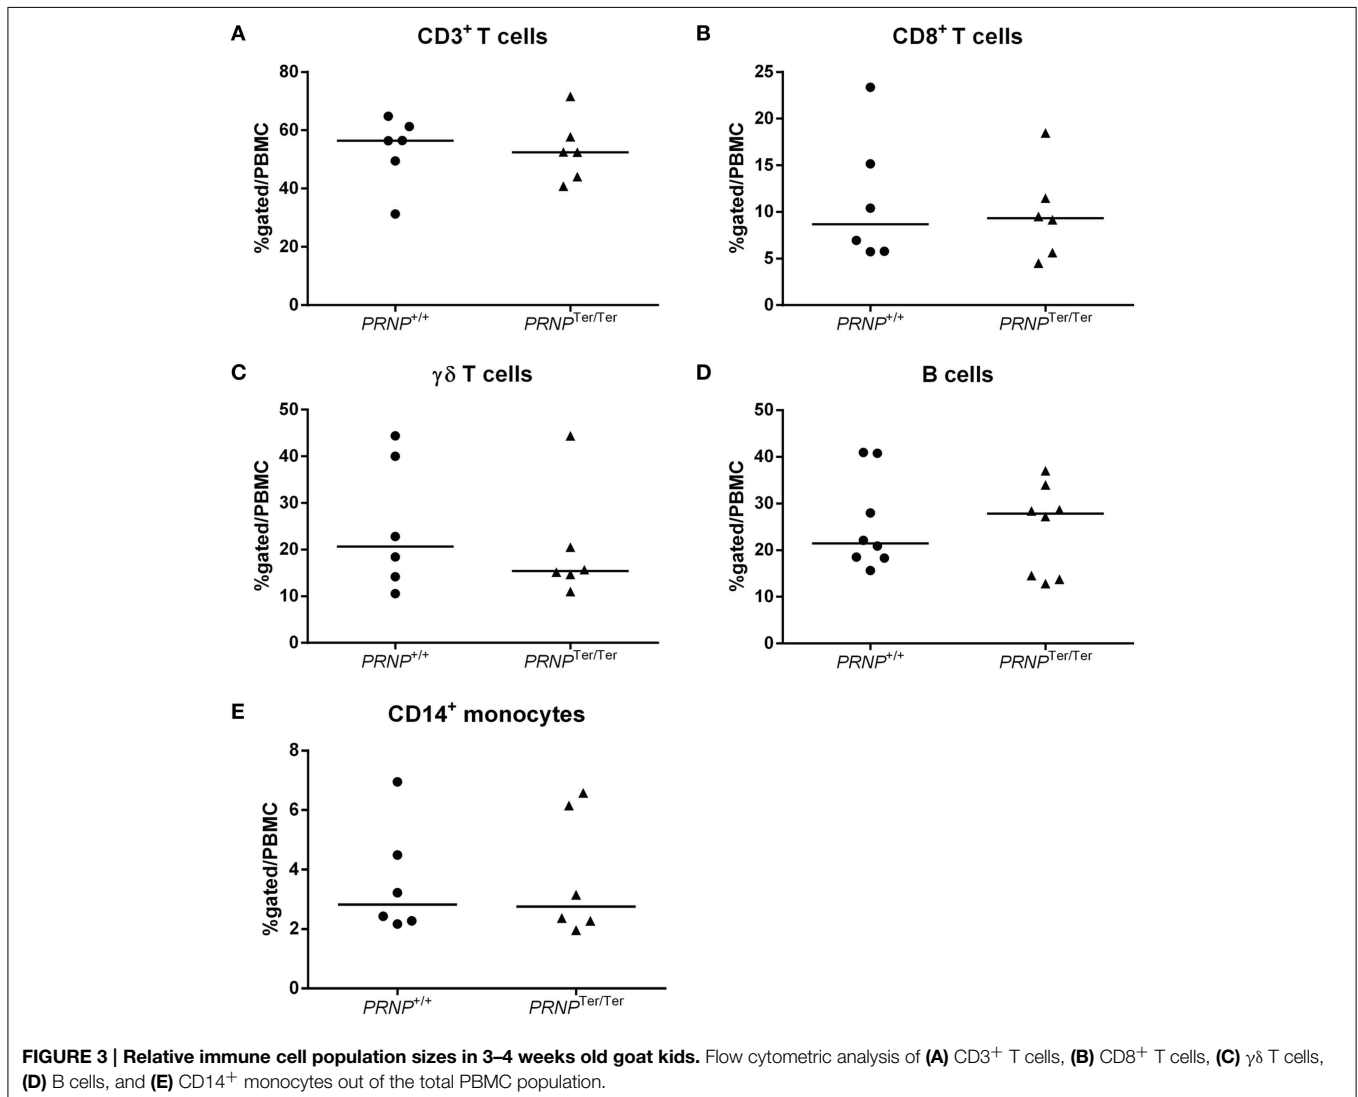 A
CD3⁺ T cells
%gated/PBMC
80
60
40
20
0
PRNP⁺/⁺
PRNPᵀᵉʳ/ᵀᵉʳ
B
CD8⁺ T cells
%gated/PBMC
25
20
15
10
5
0
PRNP⁺/⁺
PRNPᵀᵉʳ/ᵀᵉʳ
C
γδ T cells
%gated/PBMC
50
40
30
20
10
0
PRNP⁺/⁺
PRNPᵀᵉʳ/ᵀᵉʳ
D
B cells
%gated/PBMC
50
40
30
20
10
0
PRNP⁺/⁺
PRNPᵀᵉʳ/ᵀᵉʳ
E
CD14⁺ monocytes
%gated/PBMC
8
6
4
2
0
PRNP⁺/⁺
PRNPᵀᵉʳ/ᵀᵉʳ
FIGURE 3 | Relative immune cell population sizes in 3–4 weeks old goat kids. Flow cytometric analysis of (A) CD3⁺ T cells, (B) CD8⁺ T cells, (C) γδ T cells,
(D) B cells, and (E) CD14⁺ monocytes out of the total PBMC population.